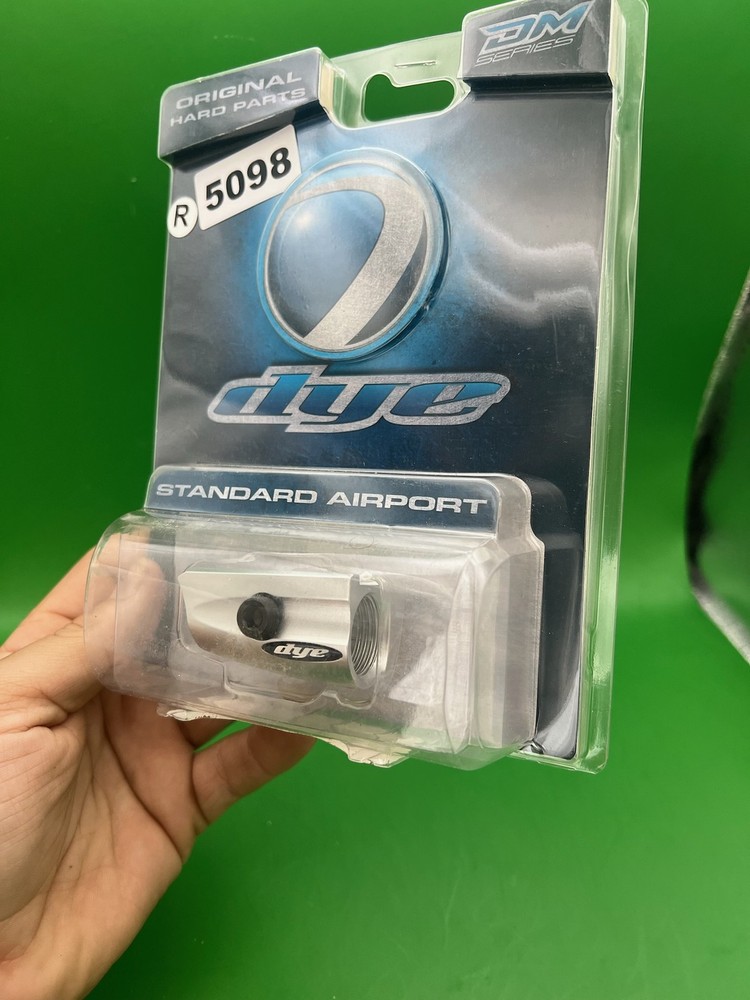 DM
SERIES
ORIGINAL
HARD PARTS
R 5098
dye
STANDARD AIRPORT
dye